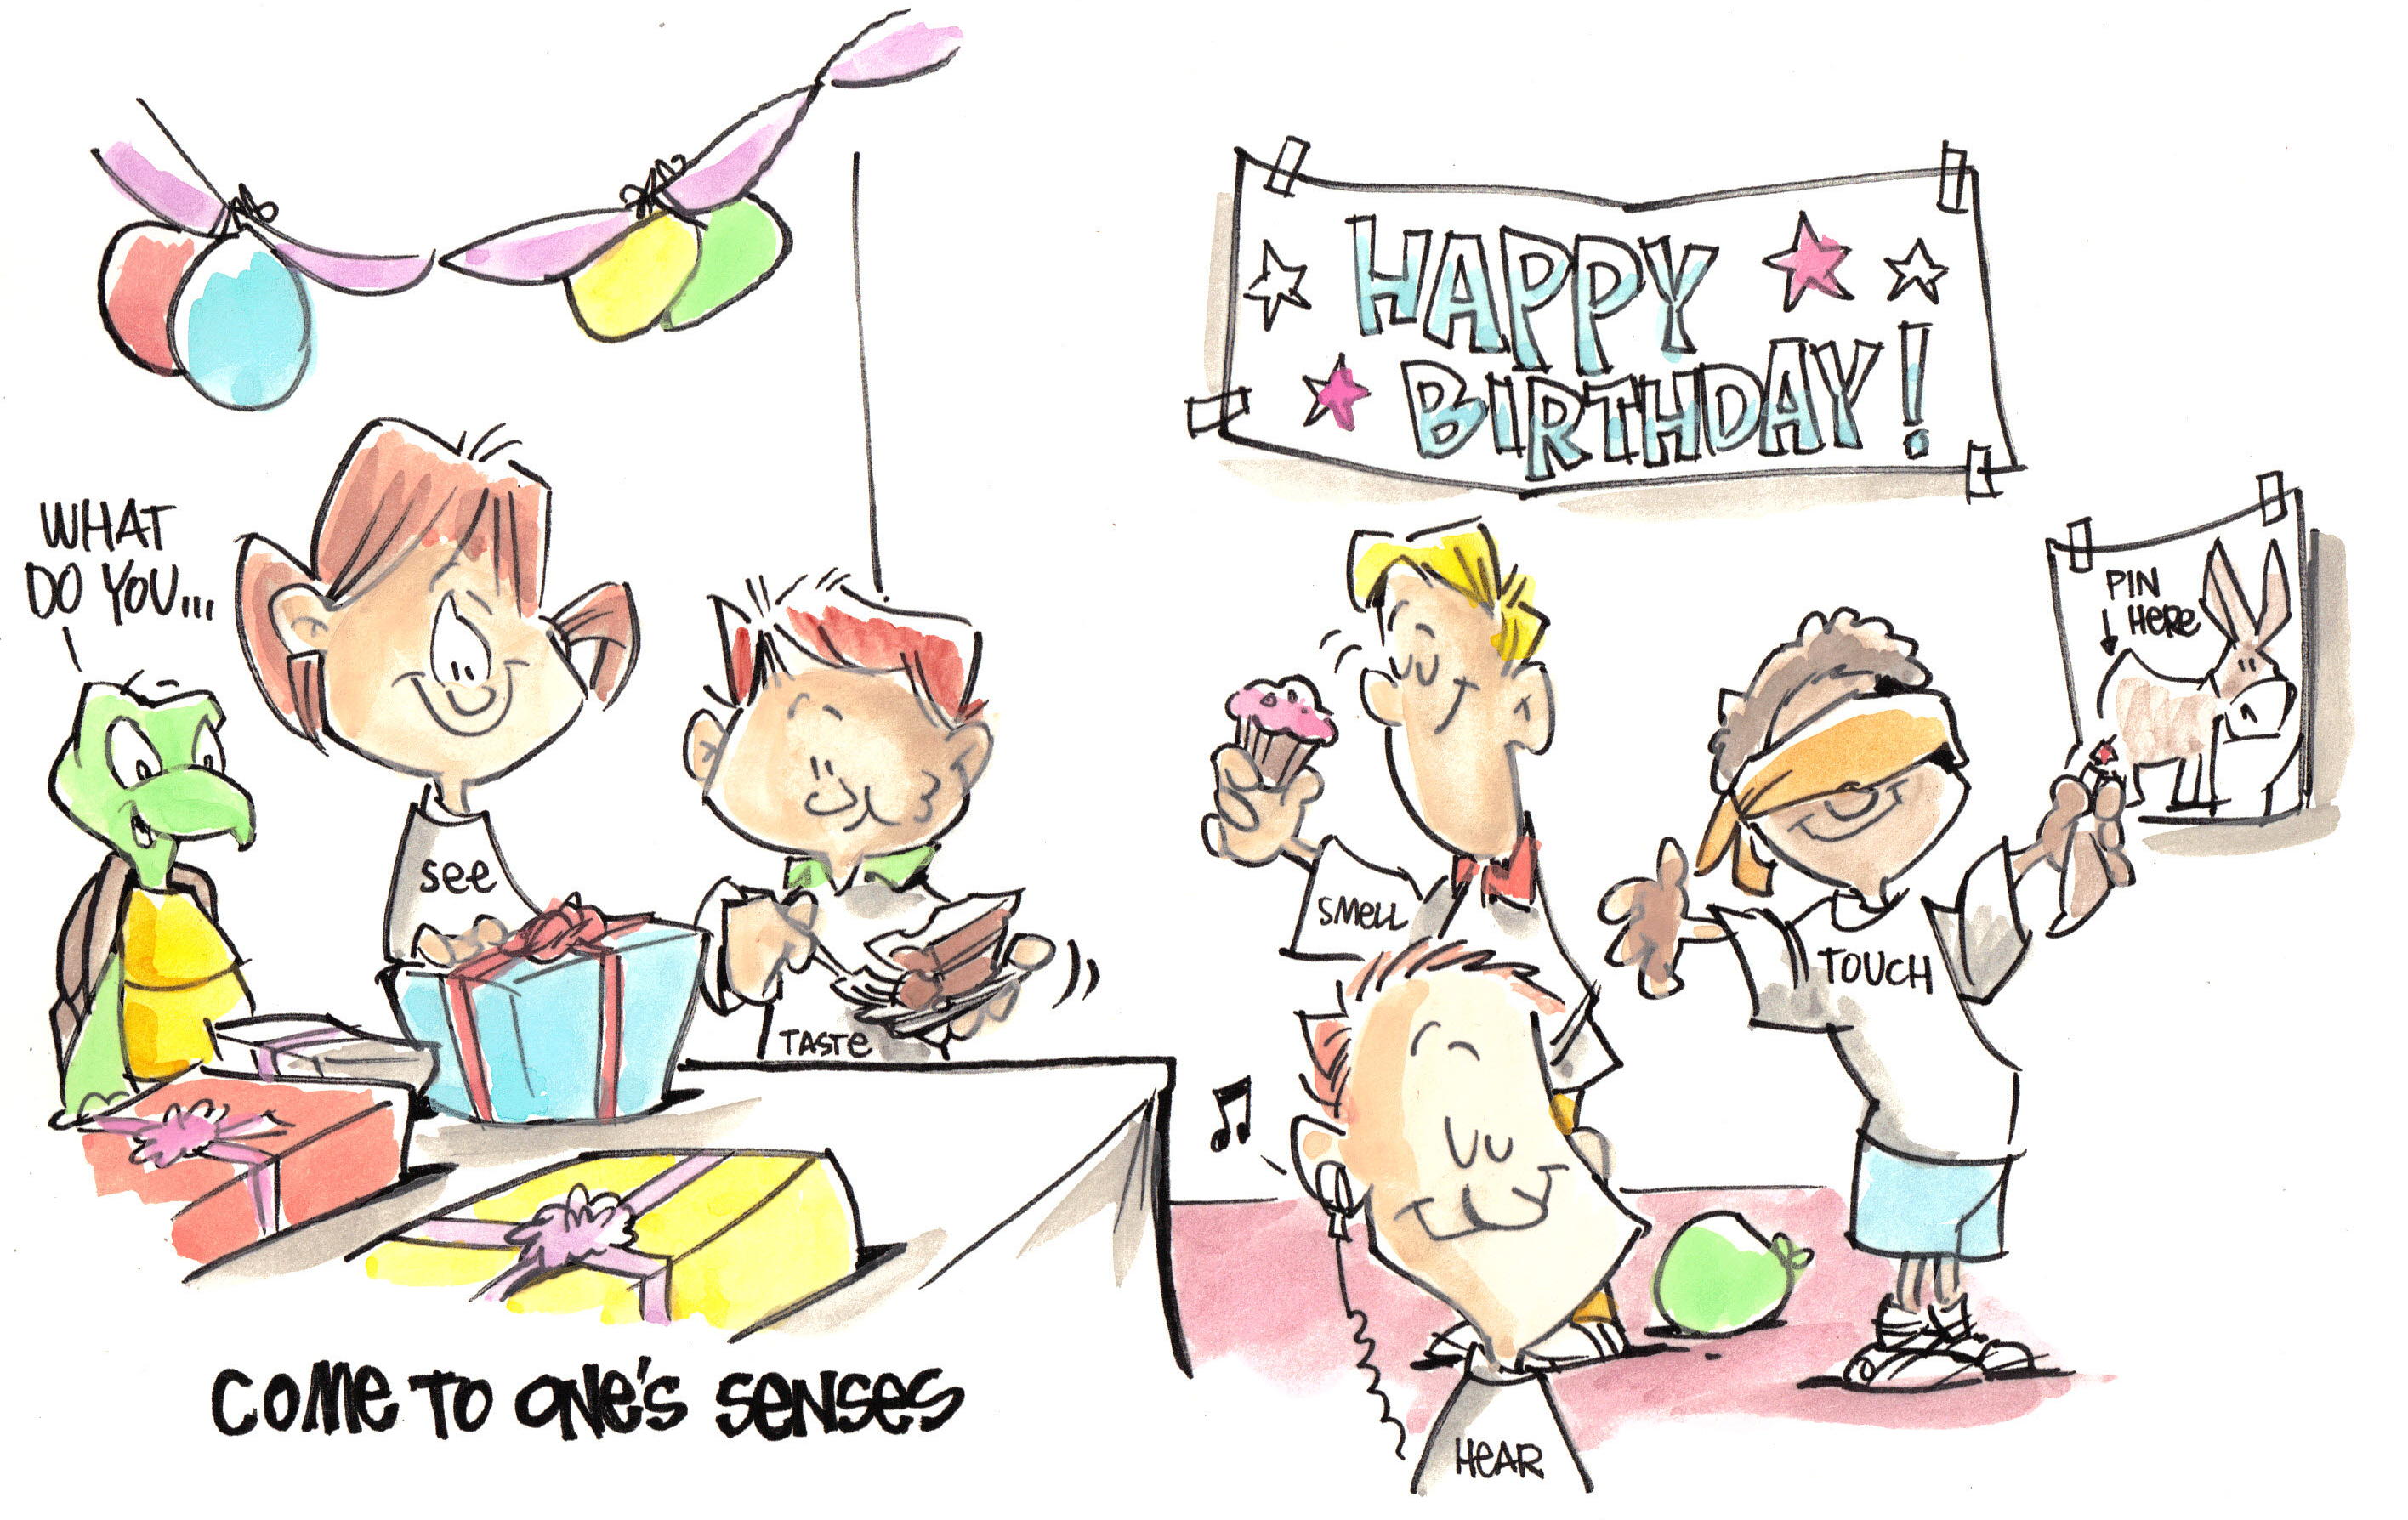 HAPPY
BIRTHDAY!
WHAT
DO YOU...
PIN
HERE
SEE
SMELL
TOUCH
TASTE
HEAR
COME TO ONE'S SENSES